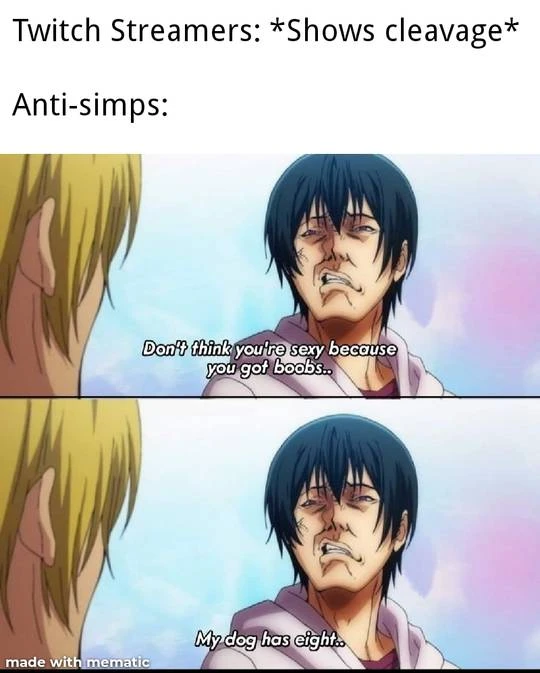 Twitch Streamers: *Shows cleavage*
Anti-simps:
Don't think you're sexy because
you got boobs..
My dog has eight..
made with mematic